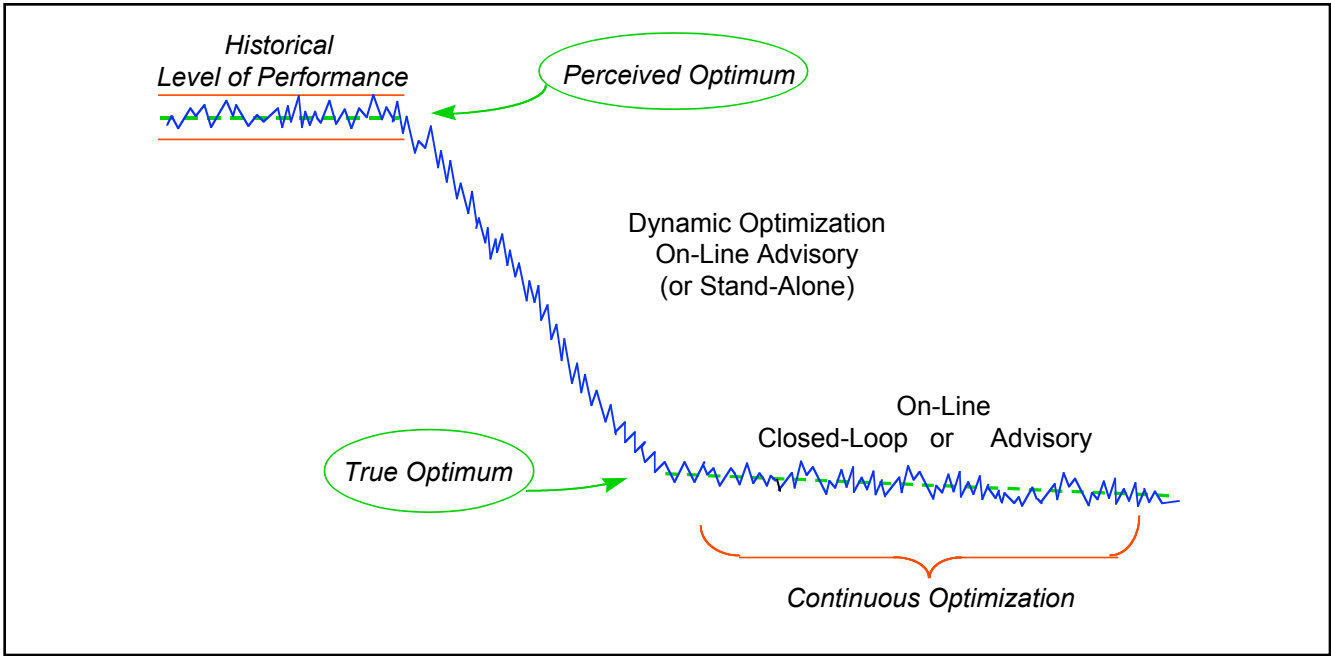 Historical
Level of Performance
Perceived Optimum
Dynamic Optimization
On-Line Advisory
(or Stand-Alone)
On-Line
Closed-Loop or Advisory
True Optimum
Continuous Optimization